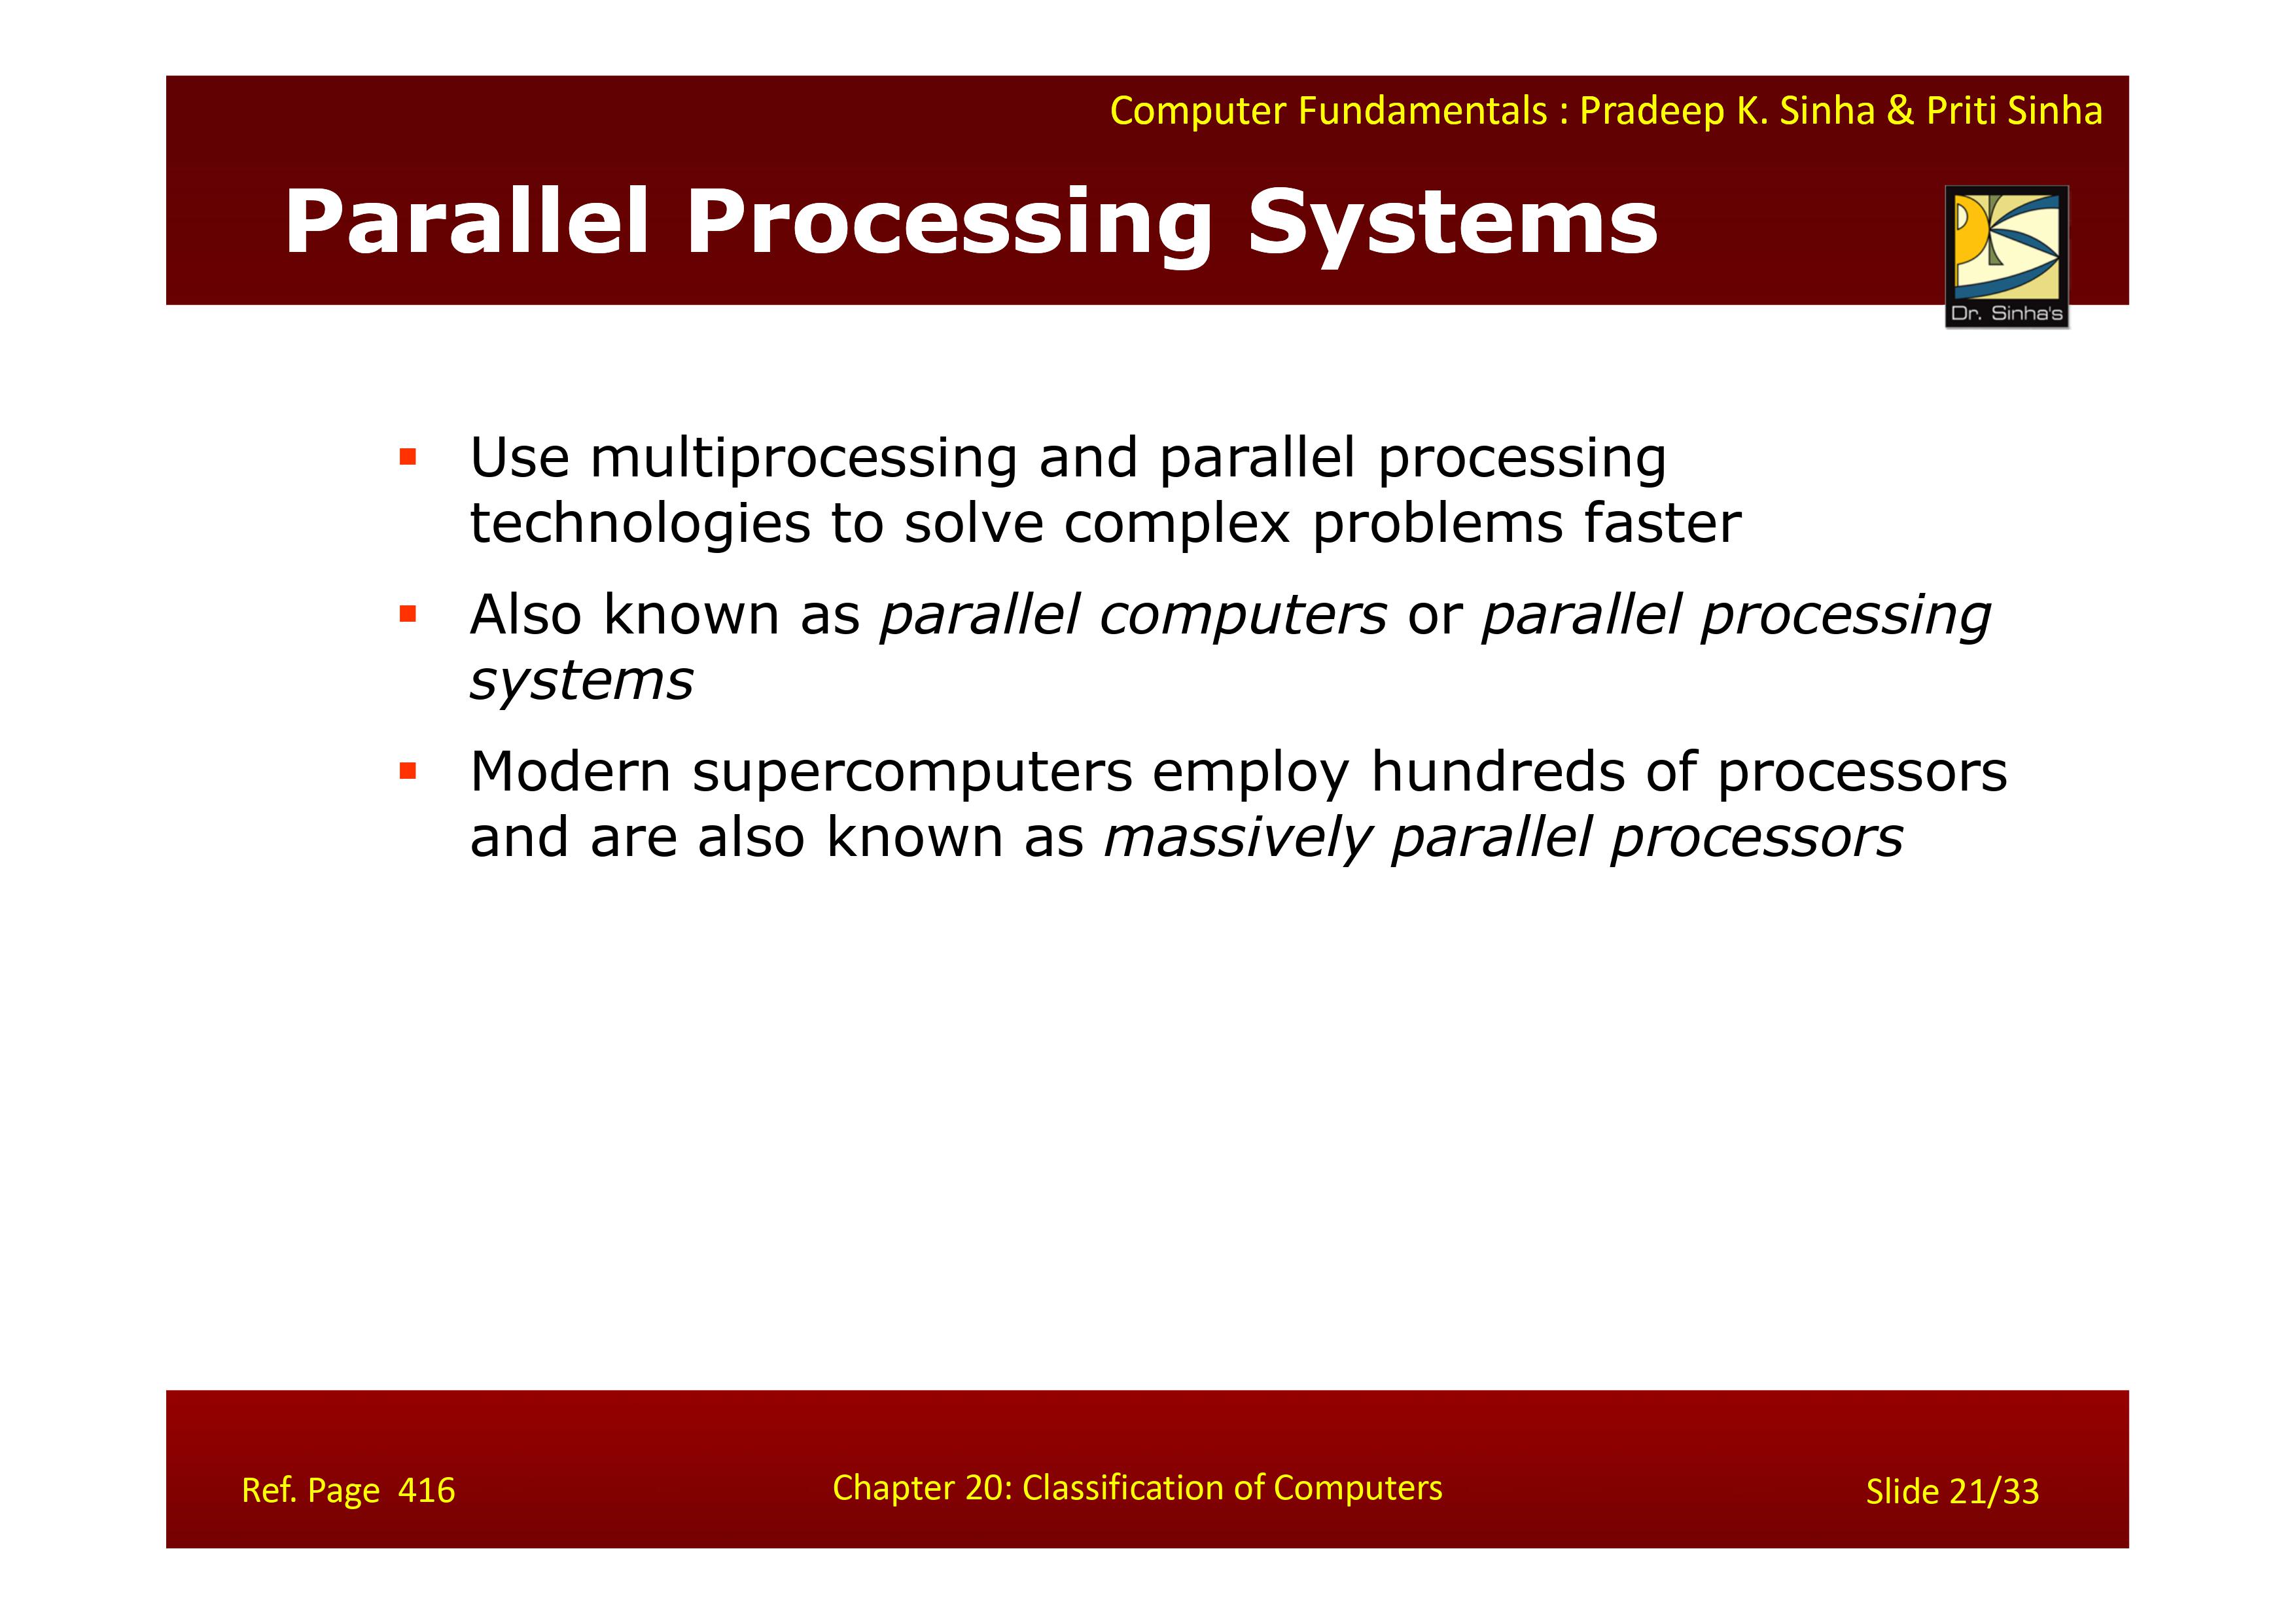 Computer Fundamentals : Pradeep K. Sinha & Priti Sinha
Parallel Processing Systems
Dr. Sinha's
▪ Use multiprocessing and parallel processing
technologies to solve complex problems faster
▪ Also known as parallel computers or parallel processing
systems
▪ Modern supercomputers employ hundreds of processors
and are also known as massively parallel processors
Ref. Page 416
Chapter 20: Classification of Computers
Slide 21/33